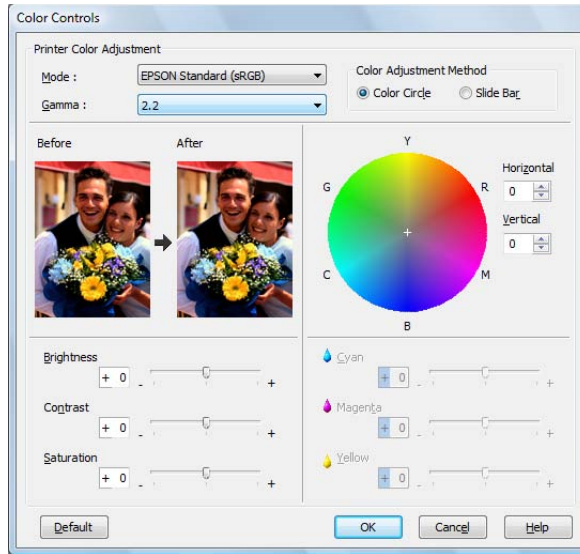 Color Controls
Printer Color Adjustment
Mode :
EPSON Standard (sRGB)
Gamma :
2.2
Color Adjustment Method
Color Circle
Slide Bar
Before
After
Y
G
R
C
M
B
Horizontal
0
Vertical
0
Brightness
+ 0
- +
Contrast
+ 0
- +
Saturation
+ 0
- +
Cyan
+ 0
- +
Magenta
+ 0
- +
Yellow
+ 0
- +
Default
OK
Cancel
Help